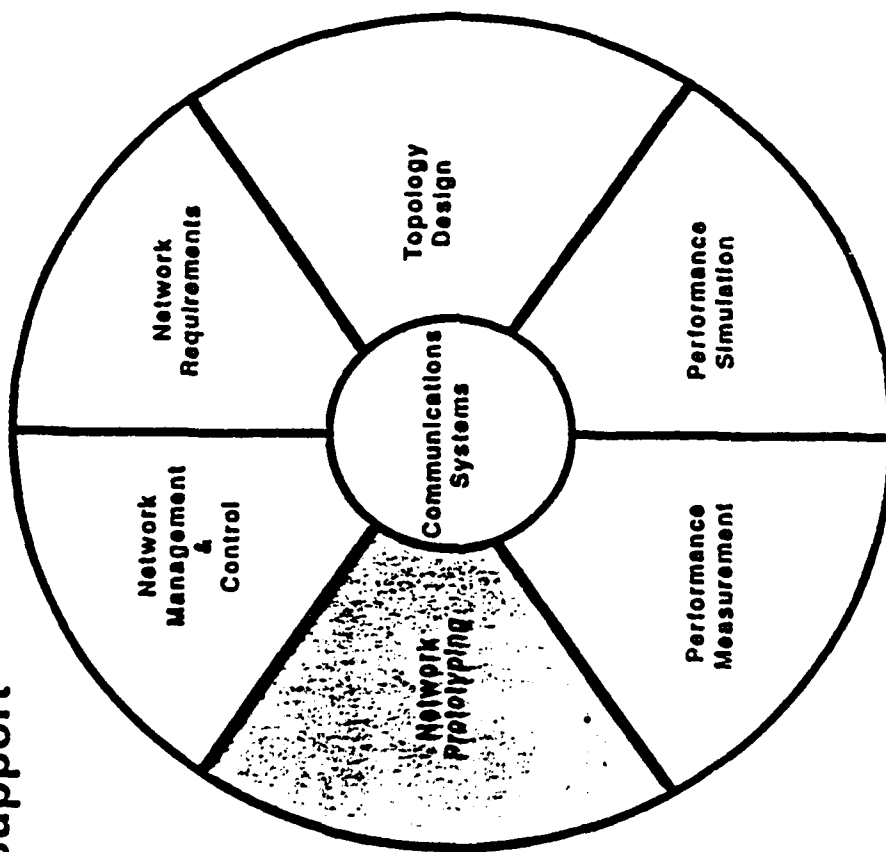 Support
Network
Prototyping
Network
Management
&
Control
Network
Requirements
Topology
Design
Performance
Simulation
Performance
Measurement
Communications
Systems